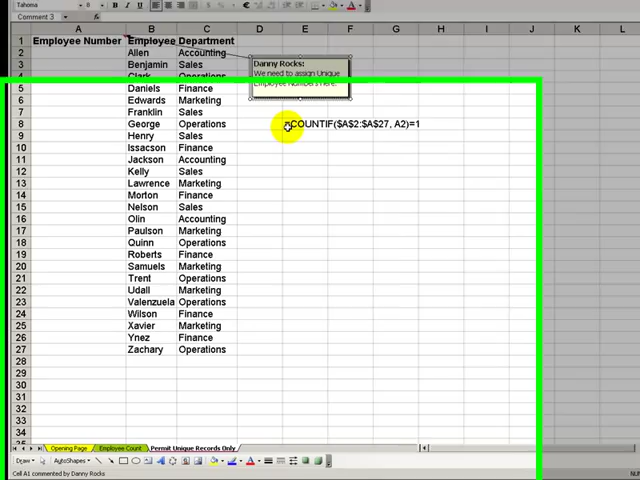 Tahoma 8 B I U
Comment 3
A B C D E F G H I J K L
1 Employee Number Employee Department
2 Allen Accounting
3 Benjamin Sales
Clark Operations
5 Daniels Finance
6 Edwards Marketing
7 Franklin Sales
8 George Operations
9 Henry Sales
10 Issacson Finance
11 Jackson Accounting
12 Kelly Sales
13 Lawrence Marketing
14 Morton Finance
15 Nelson Sales
16 Olin Accounting
17 Paulson Marketing
18 Quinn Operations
19 Roberts Finance
20 Samuels Marketing
21 Trent Operations
22 Udall Marketing
23 Valenzuela Operations
24 Wilson Finance
25 Xavier Marketing
26 Ynez Finance
27 Zachary Operations
28
29
30
31
32
33
34
Danny Rocks:
We need to assign Unique
Employee Numbers Here.
=COUNTIF($A$2:$A$27, A2)=1
Opening Page Employee Count Permit Unique Records Only
Draw AutoShapes
Cell A1 commented by Danny Rocks